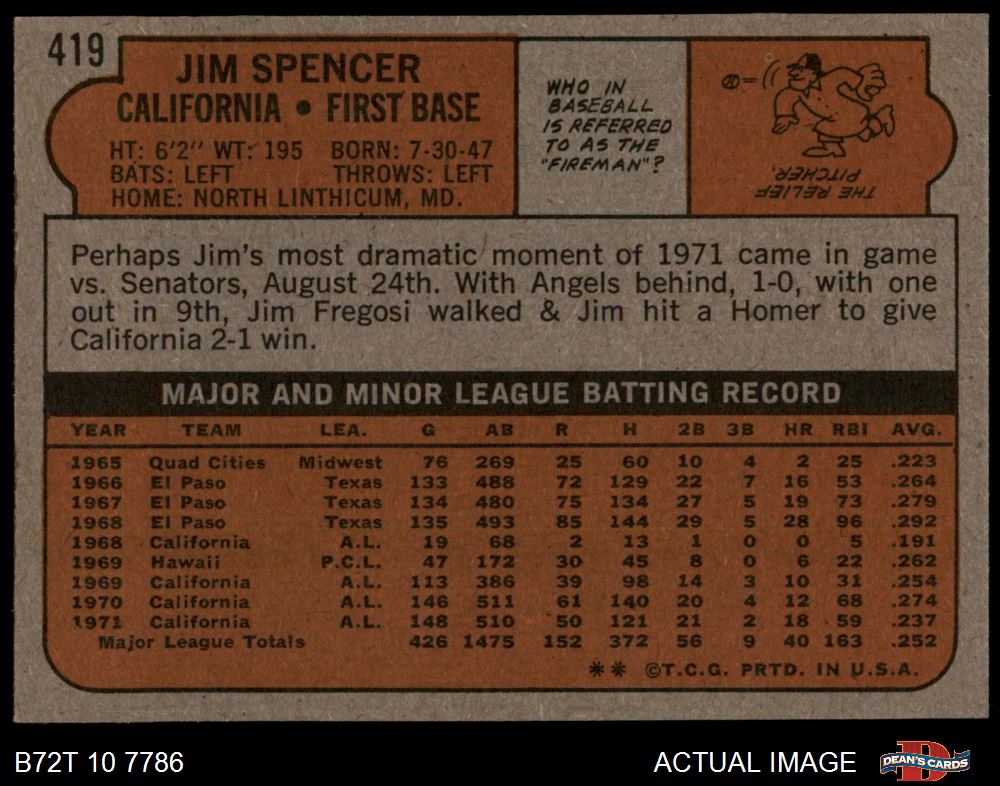 419
JIM SPENCER
CALIFORNIA • FIRST BASE
HT: 6'2" WT: 195 BORN: 7-30-47
BATS: LEFT THROWS: LEFT
HOME: NORTH LINTHICUM, MD.
WHO IN
BASEBALL
IS REFERRED
TO AS THE
"FIREMAN"?
THE RELIEF
PITCHER.
Perhaps Jim's most dramatic moment of 1971 came in game
vs. Senators, August 24th. With Angels behind, 1-0, with one
out in 9th, Jim Fregosi walked & Jim hit a Homer to give
California 2-1 win.
MAJOR AND MINOR LEAGUE BATTING RECORD
YEAR TEAM LEA. G AB R H 2B 3B HR RBI AVG.
1965 Quad Cities Midwest 76 269 25 60 10 4 2 25 .223
1966 El Paso Texas 133 488 72 129 22 7 16 53 .264
1967 El Paso Texas 134 480 75 134 27 5 19 73 .279
1968 El Paso Texas 135 493 85 144 29 5 28 96 .292
1968 California A.L. 19 68 2 13 1 0 0 5 .191
1969 Hawaii P.C.L. 47 172 30 45 8 0 6 22 .262
1969 California A.L. 113 386 39 98 14 3 10 31 .254
1970 California A.L. 146 511 61 140 20 4 12 68 .274
1971 California A.L. 148 510 50 121 21 2 18 59 .237
Major League Totals 426 1475 152 372 56 9 40 163 .252
** ©T.C.G. PRTD. IN U.S.A.
B72T 10 7786
ACTUAL IMAGE
DEAN'S CARDS